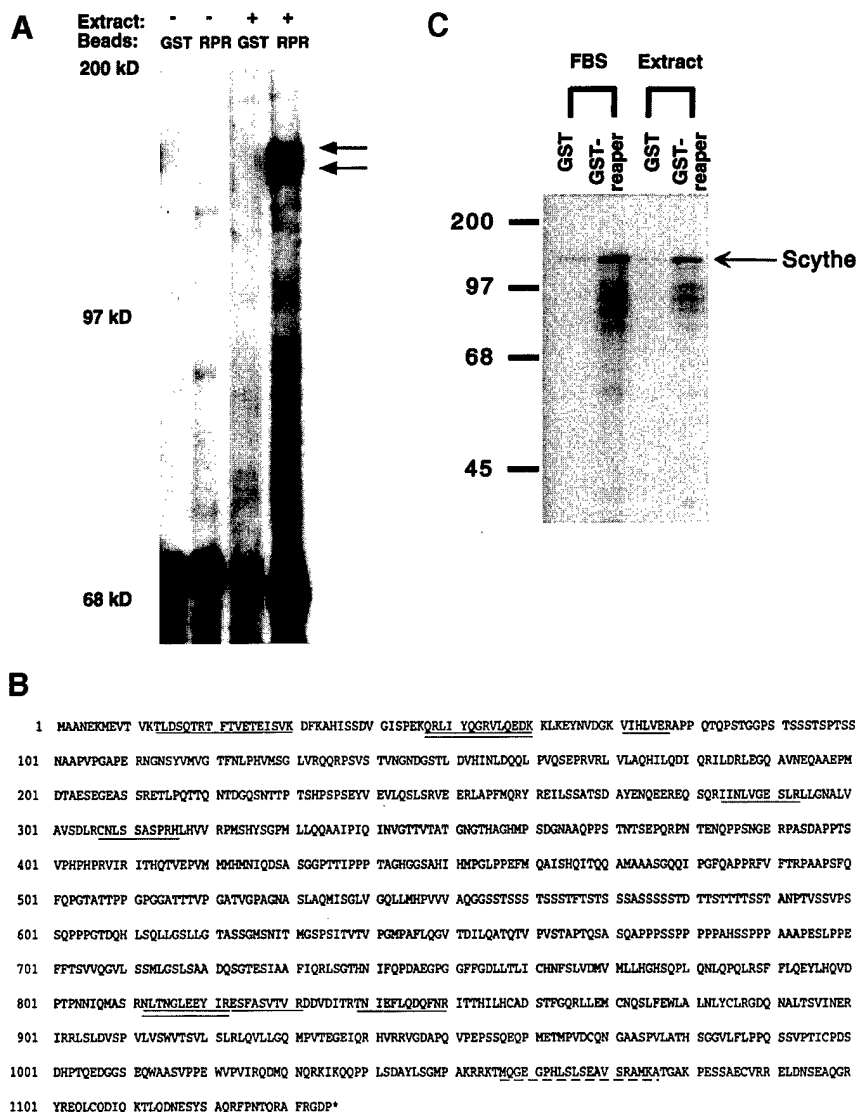 A
Extract: - - + +
Beads: GST RPR GST RPR
200 kD
97 kD
68 kD
C
FBS Extract
GST GST-reaper GST GST-reaper
200
97
68
45
Scythe
B
1 MAANEKMEVT VKTLDSQTRT FTVETEISVK DFKAHISSDV GISPEKQRLI YQGRVLQEDK KLKEYNVDGK VIHLVERAPP QTQPSTGGPS TSSSTSPTSS
101 NAAPVPGAPE RNGNSYVMVG TFNLPHVMSG LVRQQRPSVS TVNGNDGSTL DVHINLDQQL PVQSEPRVRL VLAQHILQDI QRILDRLEGQ AVNEQAAEPM
201 DTAESEGEAS SRETLPQTTQ NTDGQSNTTP TSHPSPSEYV EVLQSLSRVE ERLAPFMQRY REILSSATSD AYENQEEREQ SQRIINLVGE SLRLLGNALV
301 AVSDLRCNLS SASPRHLHVV RPMSHYSGPM LLQQAAIPIQ INVGTTVTAT GNGTHAGHMP SDGNAAQPPS TNTSEPQRPN TENQPPSNGE RPASDAPPTS
401 VPHPHPRVIR ITHQTVEPVM MMHMNIQDSA SGGPTTIPPP TAGHGGSAHI HMPGLPPEFM QAISHQITQQ AMAAASGQQI PGFQAPPRFV FTRPAAPSFQ
501 FQPGTATTPP GPGGATTTVP GATVGPAGNA SLAQMISGLV GQLLMHPVVV AQGGSSTSSS TSSSTFSTST SSASSSSSTD TTSTTTTSST ANPTVSSVPS
601 SQPPPGTDQH LSQLLGSLLG TASSGMSNIT MGSPSITVTV PGMPAFLQGV TDILQATQTV PVSTAPTQSA SQAPPPSSPP PPPAHSSPPP AAAPESLPPE
701 FFTSVVQGVL SSMLGSLSAA DQSGTESIAA FIQRLSGTHN IFQPDAEGPG GFFGDLLTLI CHNFSLVDMV MLLHGHSQPL QNLQPQLRSF FLQEYLHQVD
801 PTPNNIQMAS RNLTNGLEEY IRESFASVTV RDDVDITRTN IEFLQDQFNR ITTHILHCAD STFGQRLLEM CNQSLFEWLA LNLYCLRGDQ NALTSVINER
901 IRRLSLDVSP VLVSWVTSVL SLRLQVLLGQ MPVTEGEIQR HVRRVGDAPQ VPEPSSQEQP METMPVDCQN GAASPVLATH SGGVLFLPPQ SSVPTICPDS
1001 DHPTQEDGGS EQWAASVPPE WVPVIRQDMQ NQRKIKQQPP LSDAYLSGMP AKRRKTMQGE GPHLSLSEAV SRAMKATGAK PESSAECVRR ELDNSEAQGR
1101 YREQLCQDIQ KTLQDNESYS AQRFPNTQRA FRGDP*